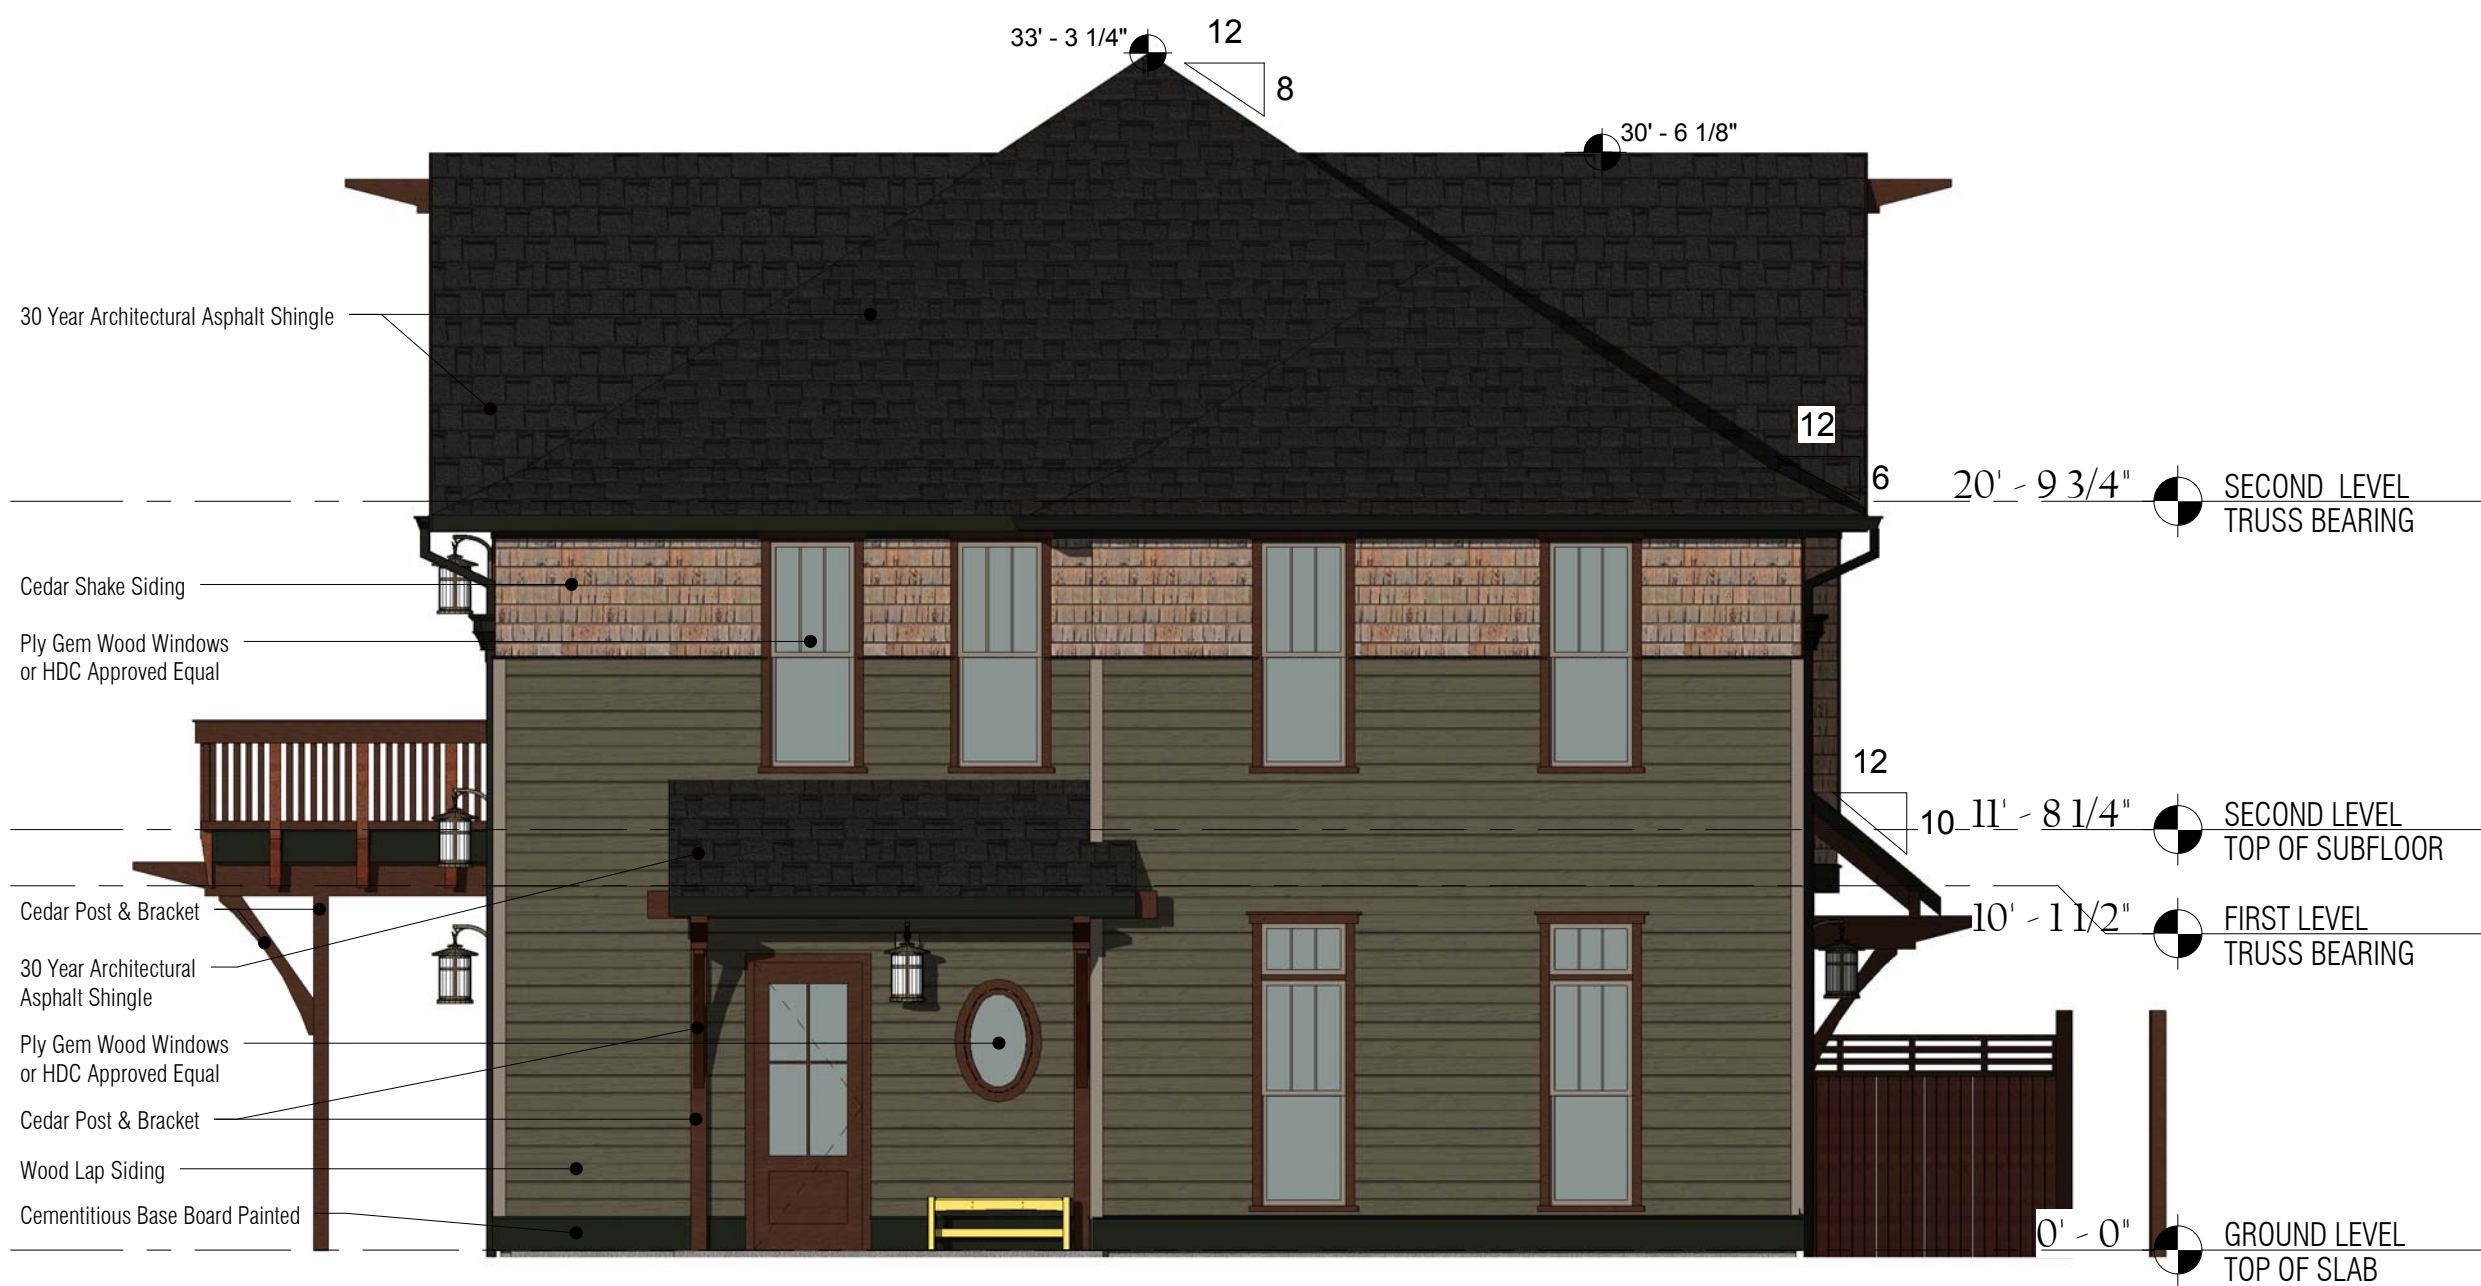 33' - 3 1/4"
12
8
30' - 6 1/8"
30 Year Architectural Asphalt Shingle
12
6
20' - 9 3/4"
SECOND LEVEL
TRUSS BEARING
Cedar Shake Siding
Ply Gem Wood Windows
or HDC Approved Equal
12
10
11' - 8 1/4"
SECOND LEVEL
TOP OF SUBFLOOR
Cedar Post & Bracket
10' - 1 1/2"
FIRST LEVEL
TRUSS BEARING
30 Year Architectural
Asphalt Shingle
Ply Gem Wood Windows
or HDC Approved Equal
Cedar Post & Bracket
Wood Lap Siding
Cementitious Base Board Painted
0' - 0"
GROUND LEVEL
TOP OF SLAB